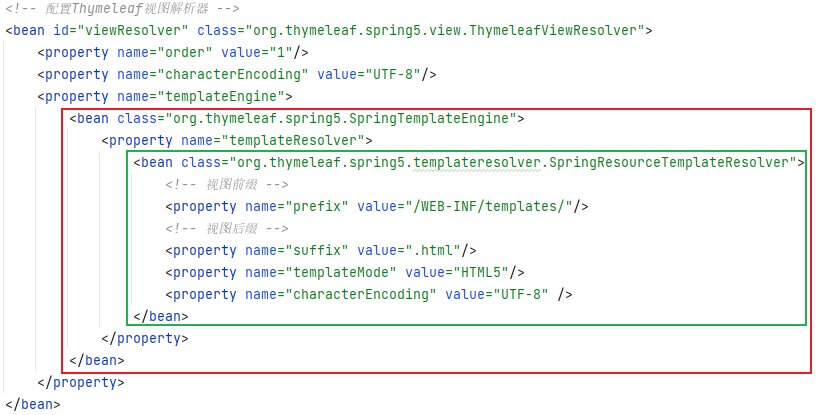 <!-- 配置Thymeleaf视图解析器 -->
<bean id="viewResolver" class="org.thymeleaf.spring5.view.ThymeleafViewResolver">
    <property name="order" value="1"/>
    <property name="characterEncoding" value="UTF-8"/>
    <property name="templateEngine">
        <bean class="org.thymeleaf.spring5.SpringTemplateEngine">
            <property name="templateResolver">
                <bean class="org.thymeleaf.spring5.templateresolver.SpringResourceTemplateResolver">
                    <!-- 视图前缀 -->
                    <property name="prefix" value="/WEB-INF/templates/"/>
                    <!-- 视图后缀 -->
                    <property name="suffix" value=".html"/>
                    <property name="templateMode" value="HTML5"/>
                    <property name="characterEncoding" value="UTF-8" />
                </bean>
            </property>
        </bean>
    </property>
</bean>